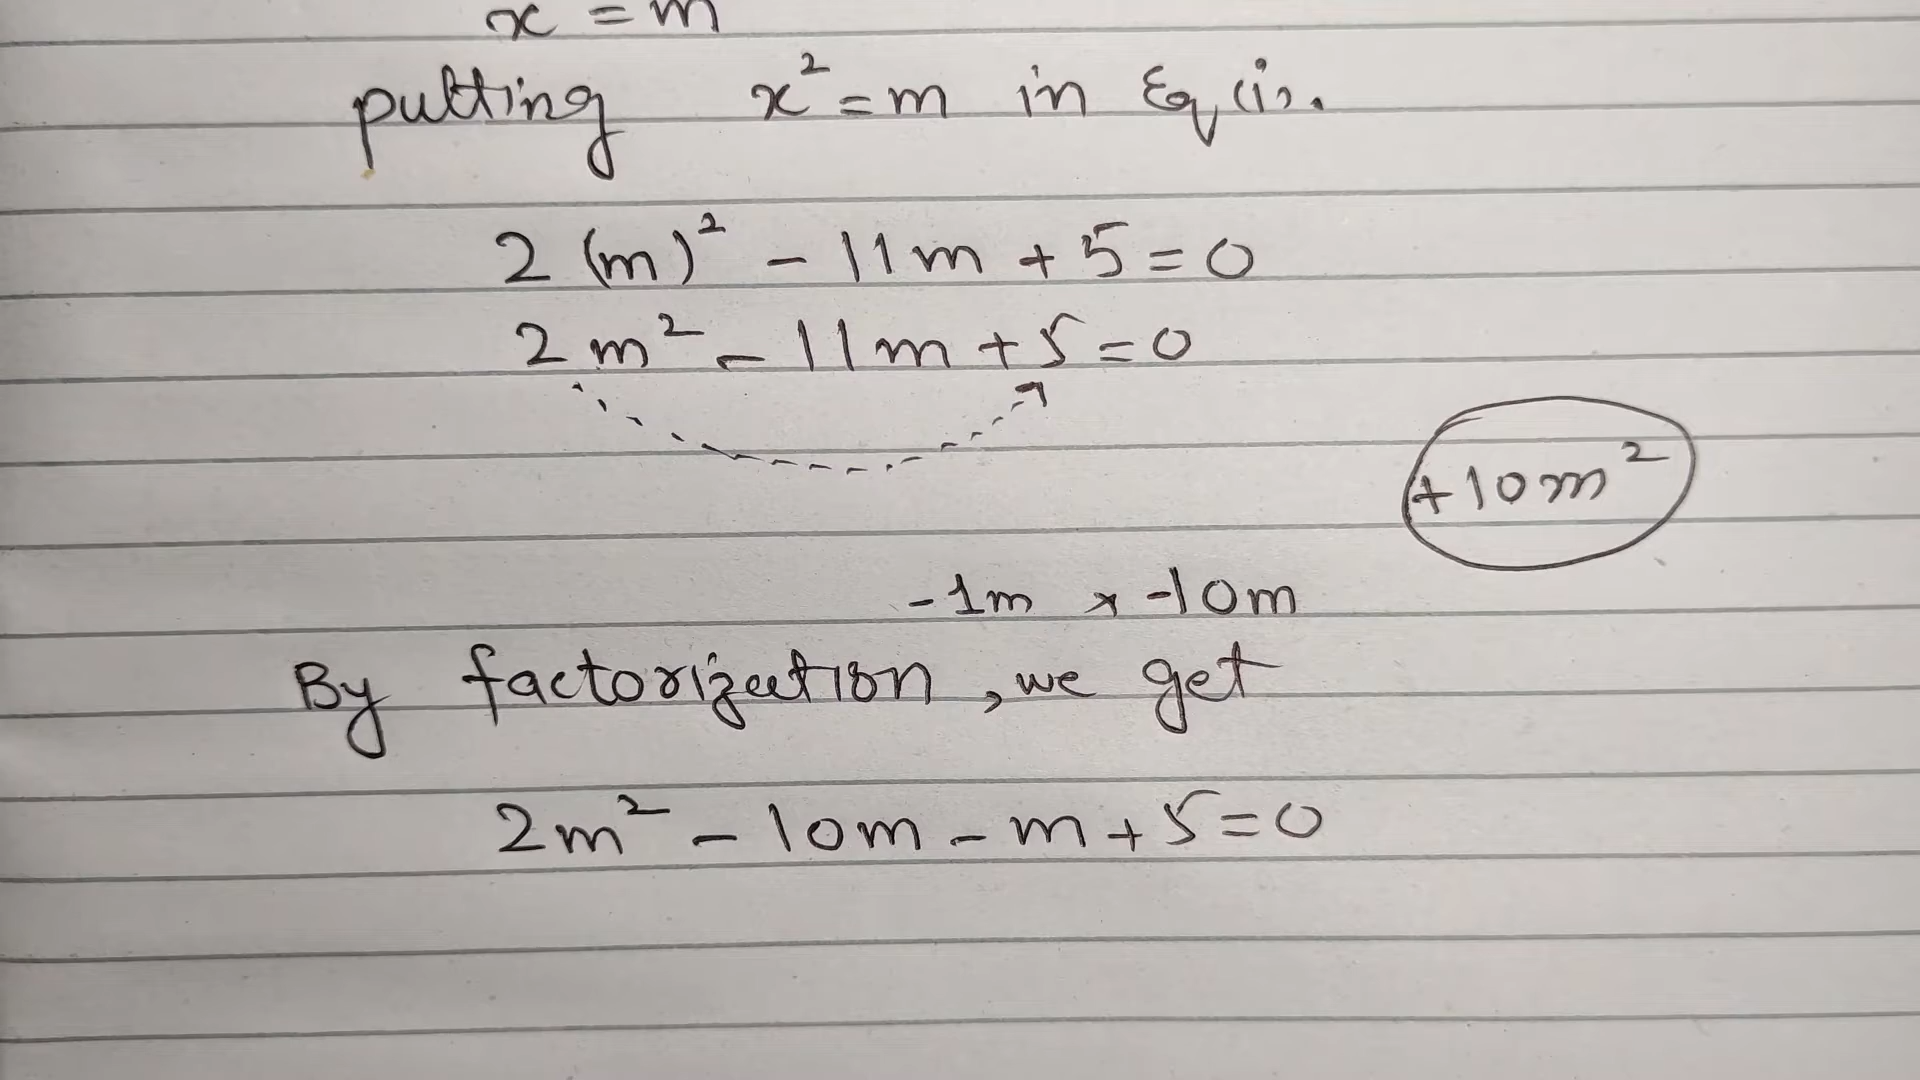 x = m
putting x² = m in Eq (i).
2 (m)² - 11m + 5 = 0
2m² - 11m + 5 = 0
+10m²
-1m × -10m
By factorization, we get
2m² - 10m - m + 5 = 0